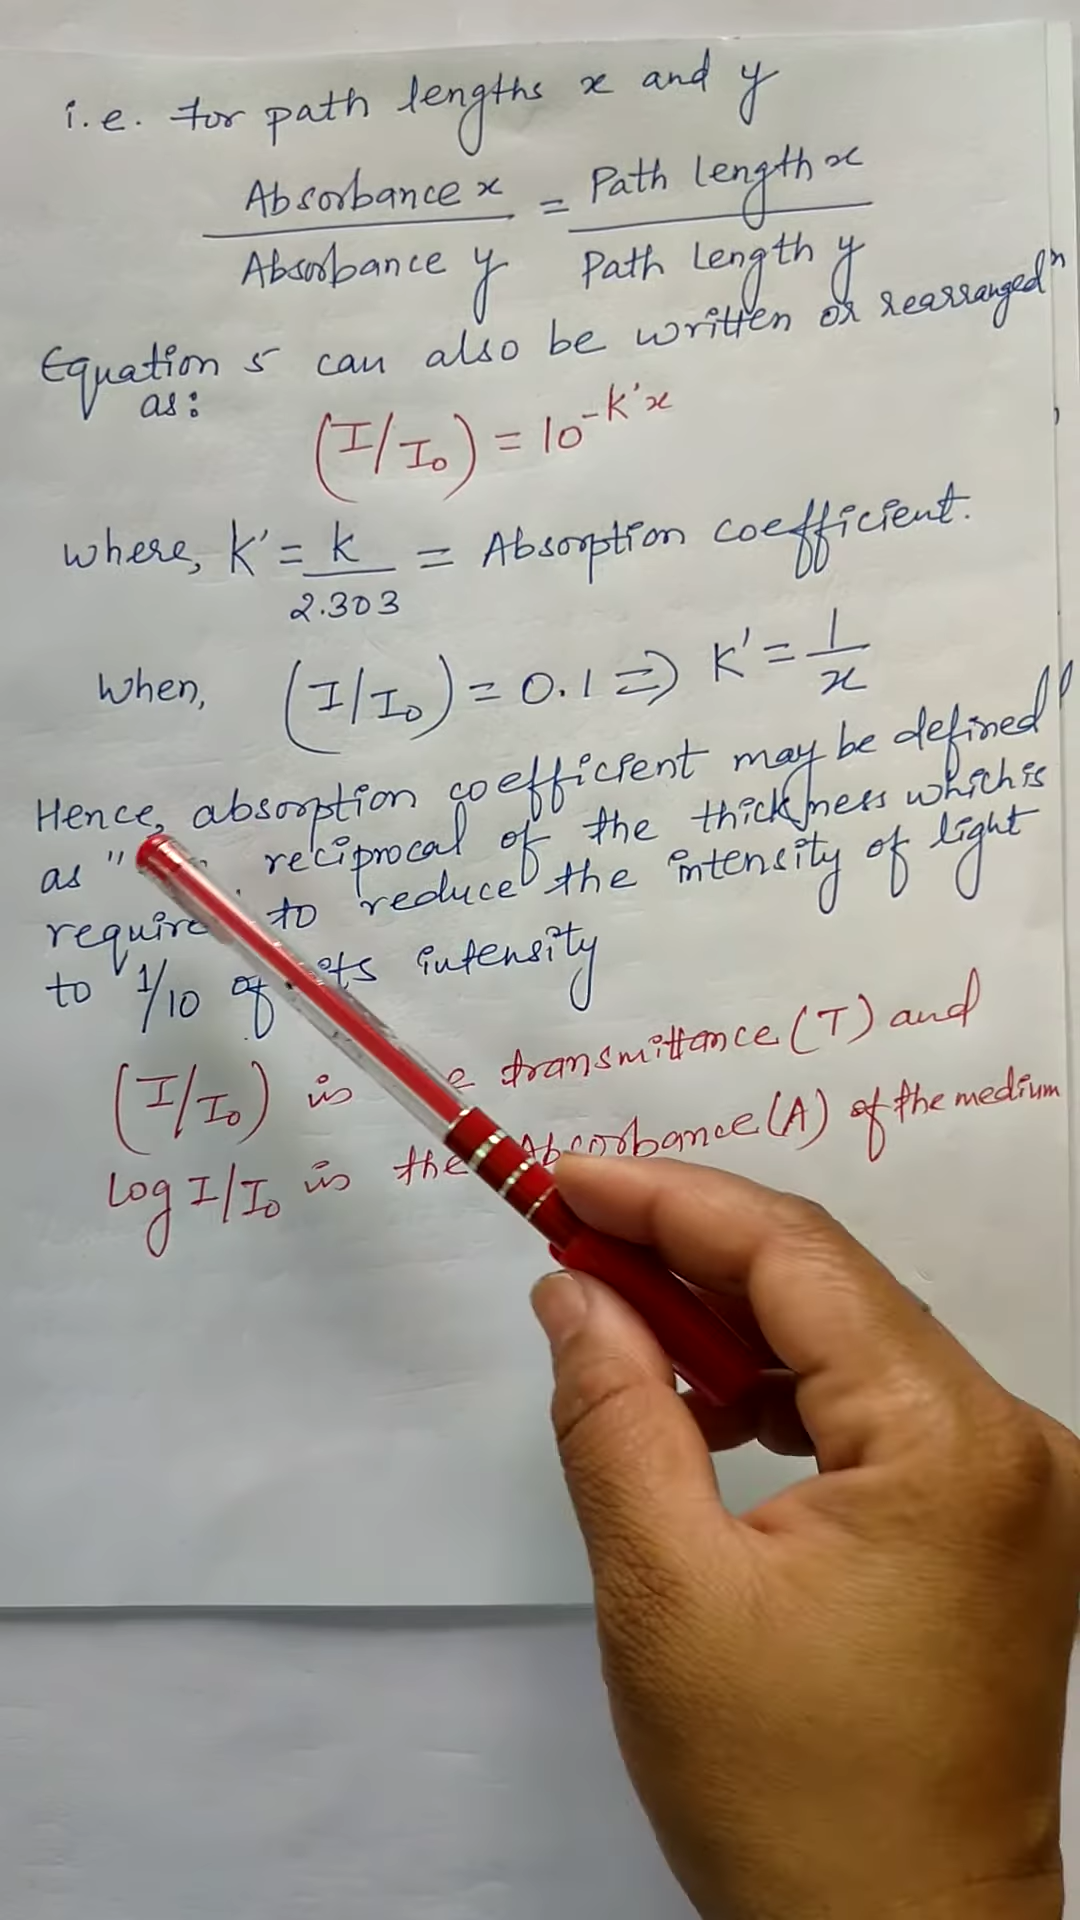 i.e. for path lengths x and y
Absorbance x / Absorbance y = Path length x / Path Length y
Equation 5 can also be written or rearranged
as:
(I/I₀) = 10^-K'x
where, K' = k/2.303 = Absorption coefficient.
When, (I/I₀) = 0.1 ⇒ K' = 1/x
Hence, absorption coefficient may be defined
as " reciprocal of the thickness which is
to reduce the intensity of light
to 1/10 of its intensity
(I/I₀) is transmittance (T) and
log I/I₀ is the Absorbance (A) of the medium